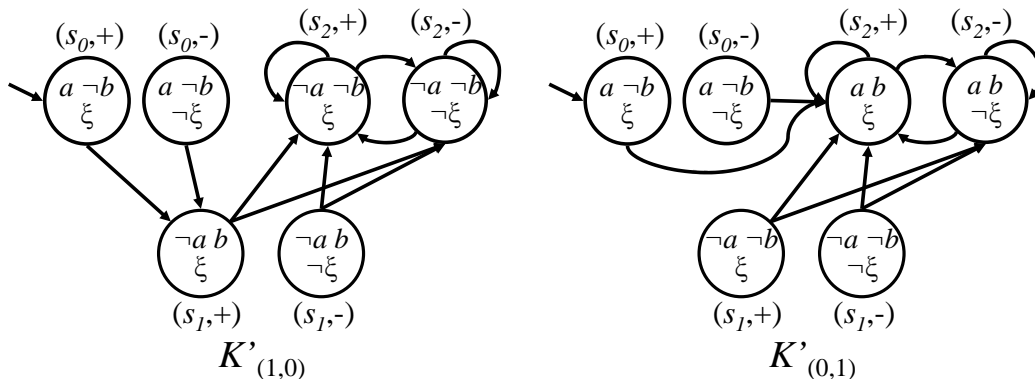 (s0,+) (s0,-) (s2,+) (s2,-)
a ¬b
ξ
a ¬b
¬ξ
¬a ¬b
ξ
¬a ¬b
¬ξ
¬a b
ξ
¬a b
¬ξ
(s1,+) (s1,-)
K’(1,0)
(s0,+) (s0,-) (s2,+) (s2,-)
a ¬b
ξ
a ¬b
¬ξ
a b
ξ
a b
¬ξ
¬a ¬b
ξ
¬a ¬b
¬ξ
(s1,+) (s1,-)
K’(0,1)